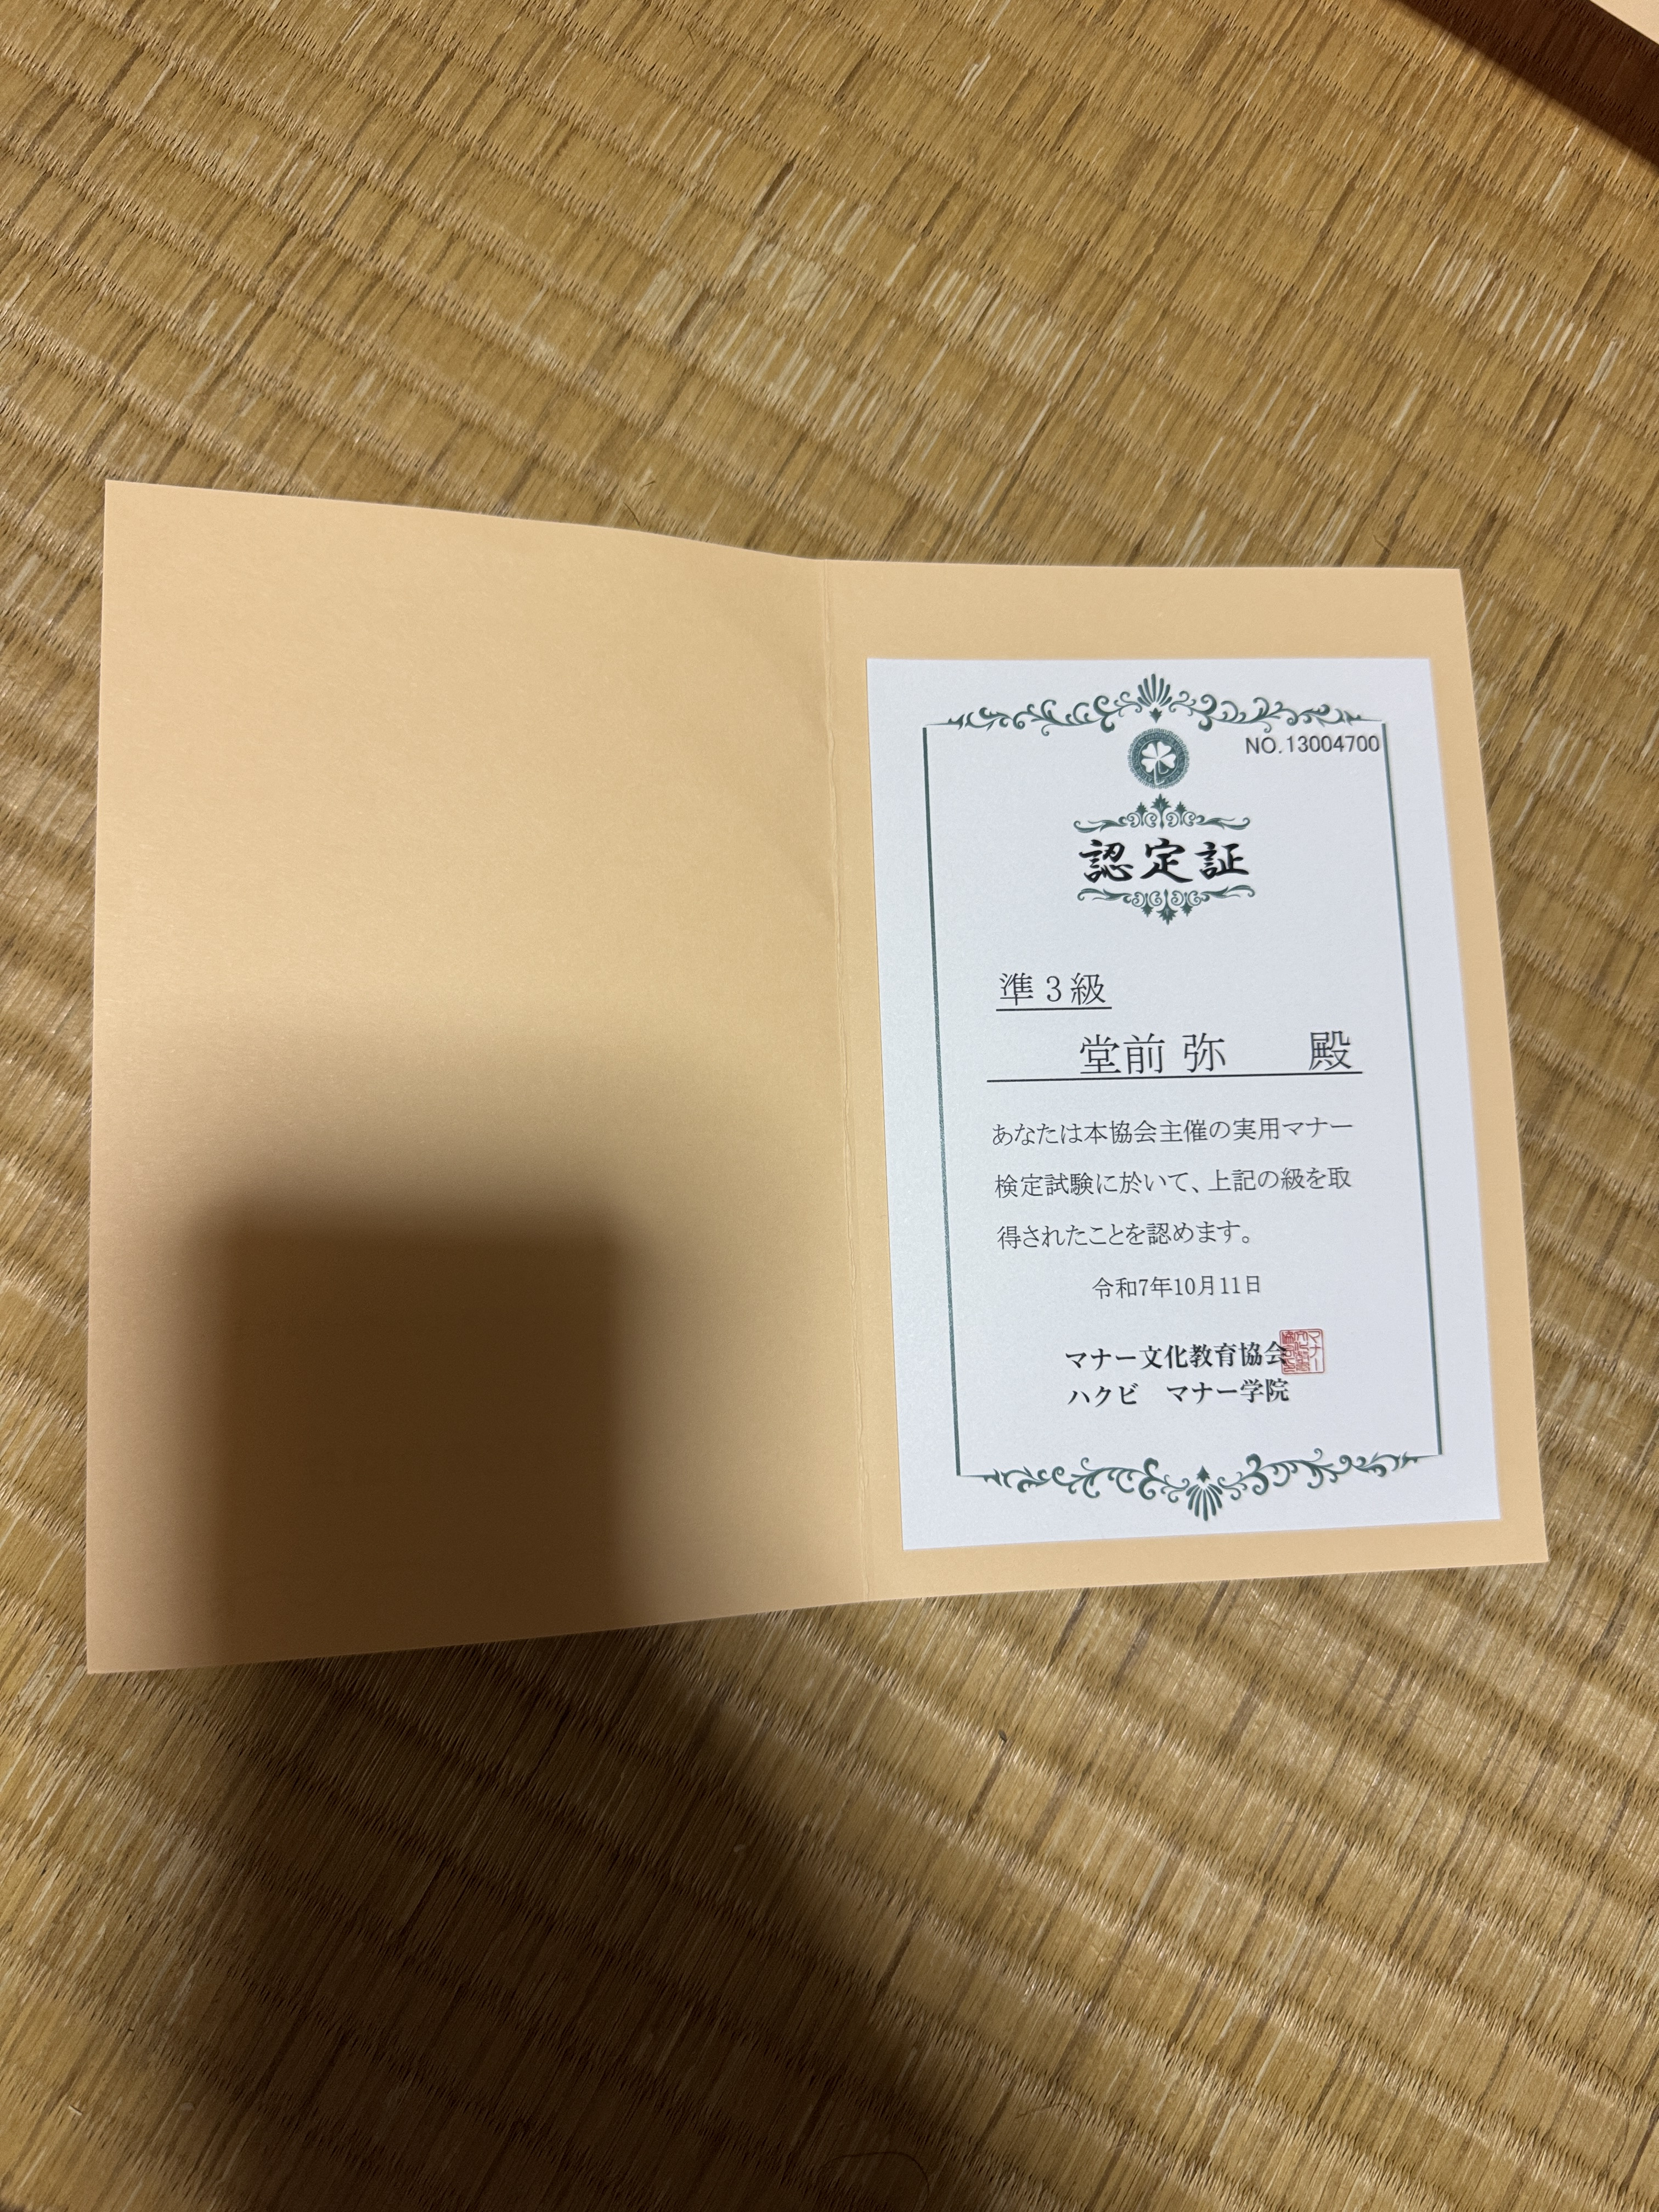 NO.13004700
認定証
準3級
堂前 弥　　殿
あなたは本協会主催の実用マナー
検定試験に於いて、上記の級を取
得されたことを認めます。
令和7年10月11日
マナー文化教育協会
ハクビ　マナー学院